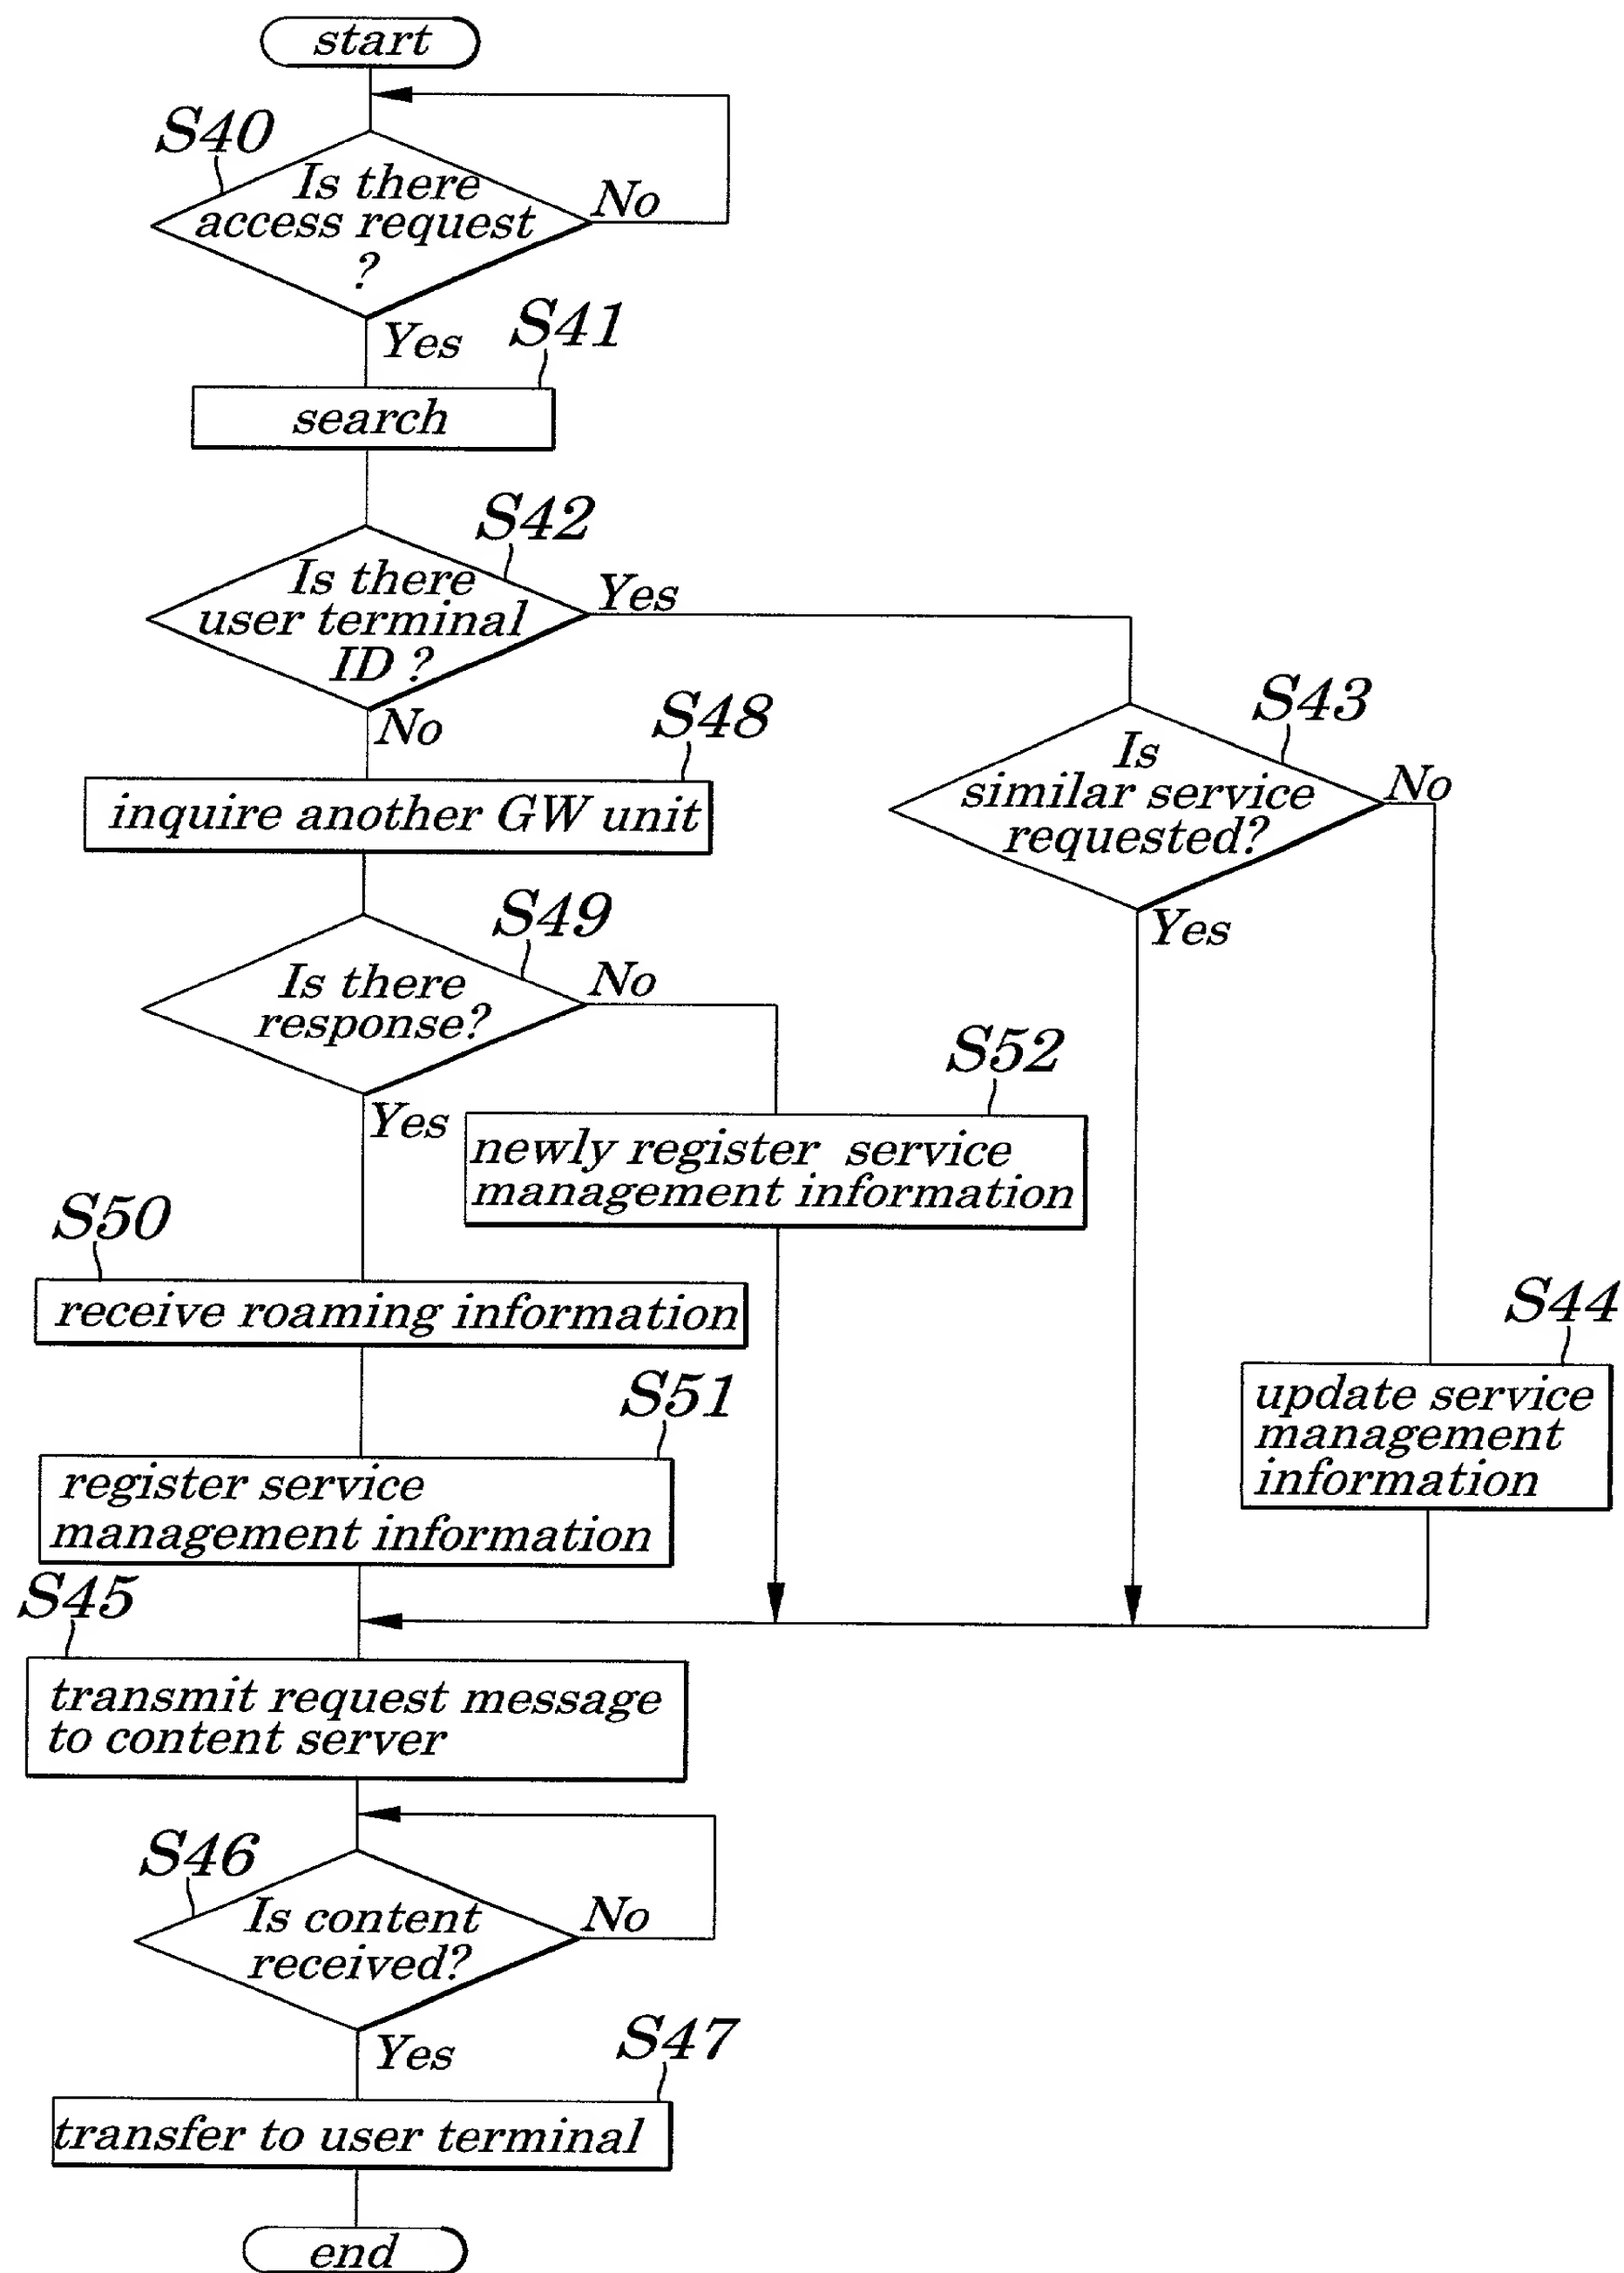 start
S40
Is there
access request
?
No
Yes
S41
search
S42
Is there
user terminal
ID ?
Yes
No
S43
Is
similar service
requested?
No
Yes
S48
inquire another GW unit
S49
Is there
response?
No
Yes
S52
newly register service
management information
S50
receive roaming information
S44
update service
management
information
S51
register service
management information
S45
transmit request message
to content server
S46
Is content
received?
No
Yes
S47
transfer to user terminal
end